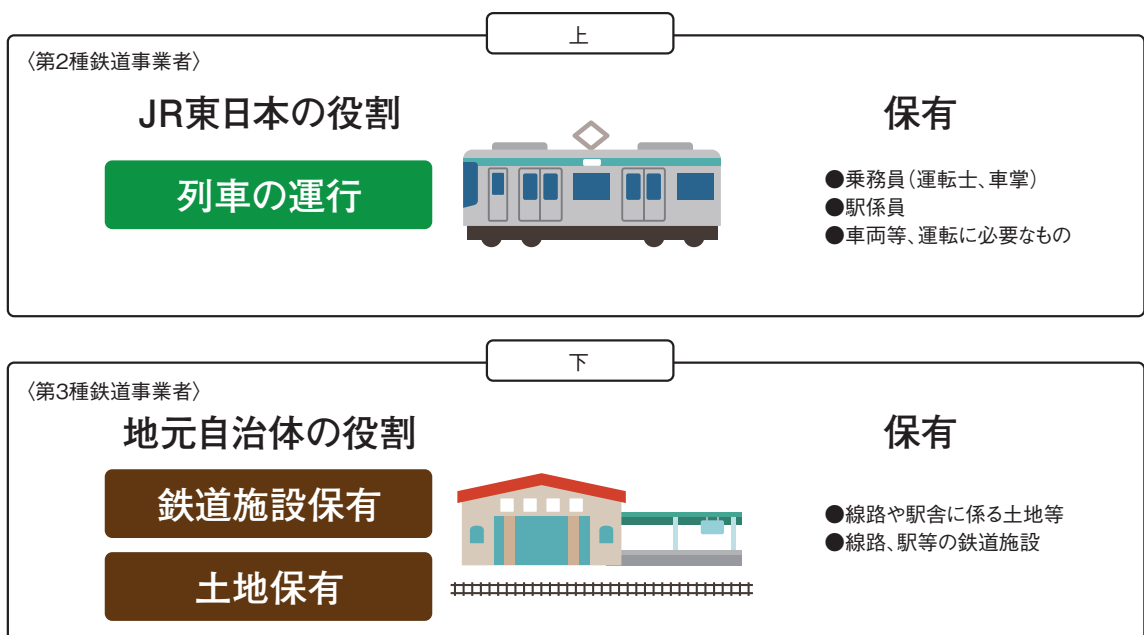 上
〈第2種鉄道事業者〉
JR東日本の役割
列車の運行
保有
●乗務員(運転士、車掌)
●駅係員
●車両等、運転に必要なもの
下
〈第3種鉄道事業者〉
地元自治体の役割
鉄道施設保有
土地保有
保有
●線路や駅舎に係る土地等
●線路、駅等の鉄道施設